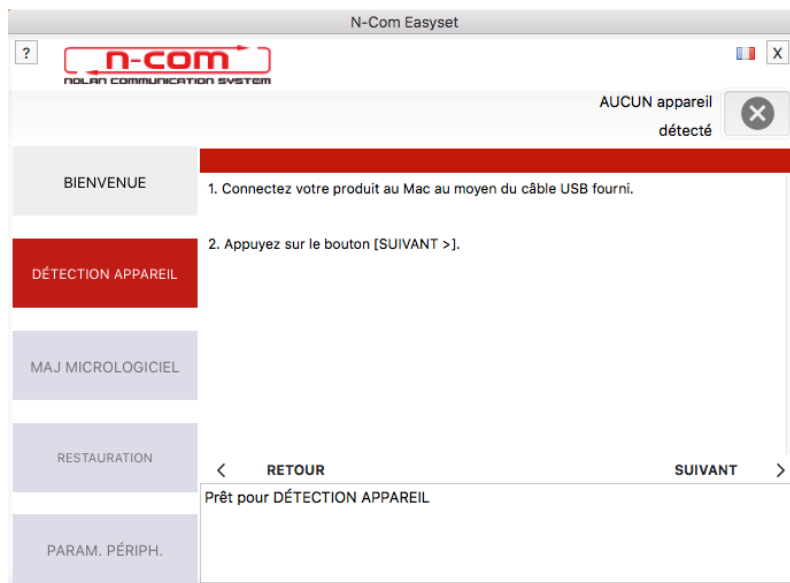 N-Com Easyset
?
n-com
NOLAN COMMUNICATION SYSTEM
X
AUCUN appareil
détecté
BIENVENUE
DÉTECTION APPAREIL
MAJ MICROLOGICIEL
RESTAURATION
PARAM. PÉRIPH.
1. Connectez votre produit au Mac au moyen du câble USB fourni.
2. Appuyez sur le bouton [SUIVANT >].
< RETOUR
SUIVANT >
Prêt pour DÉTECTION APPAREIL